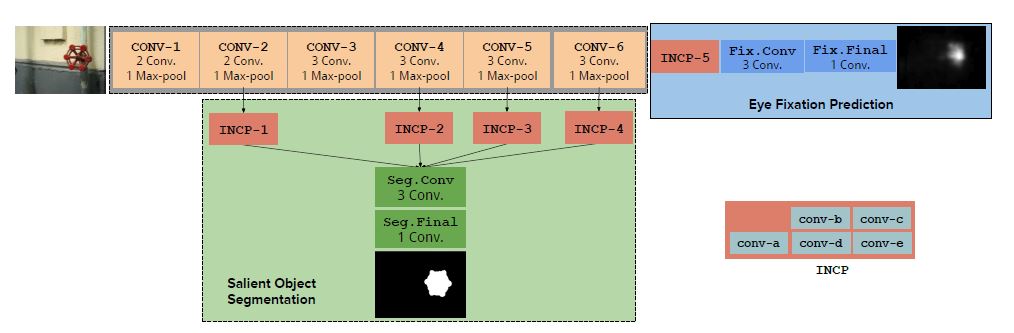 CONV-1
2 Conv.
1 Max-pool
CONV-2
2 Conv.
1 Max-pool
CONV-3
3 Conv.
1 Max-pool
CONV-4
3 Conv.
1 Max-pool
CONV-5
3 Conv.
1 Max-pool
CONV-6
3 Conv.
1 Max-pool
INCP-5
Fix.Conv
3 Conv.
Fix.Final
1 Conv.
Eye Fixation Prediction
INCP-1
INCP-2
INCP-3
INCP-4
Seg.Conv
3 Conv.
Seg.Final
1 Conv.
Salient Object
Segmentation
conv-b
conv-c
conv-a
conv-d
conv-e
INCP